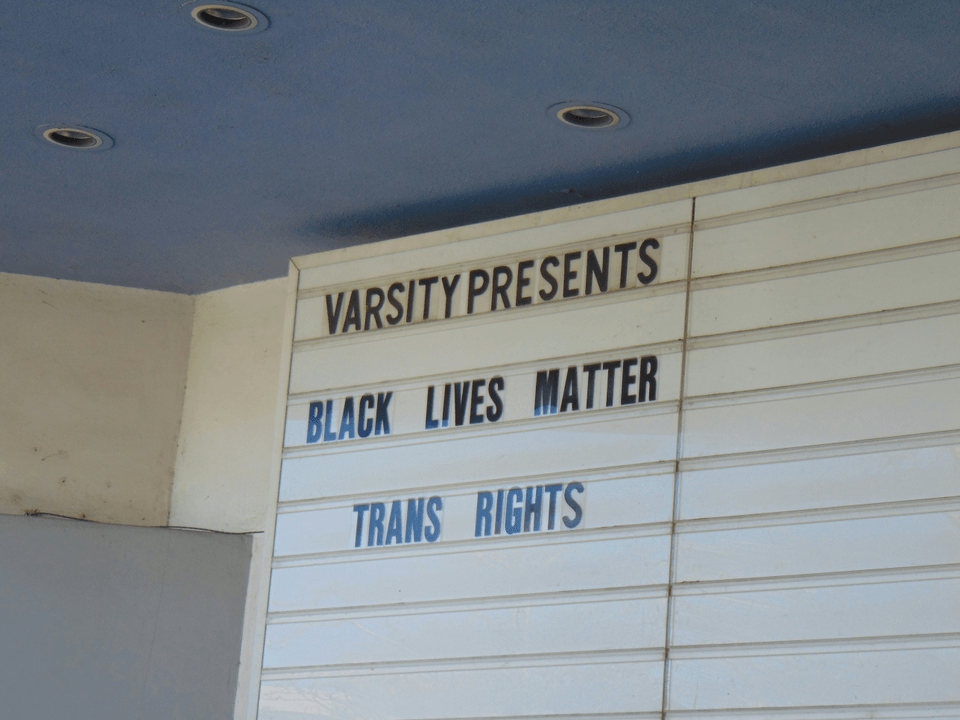 VARSITY PRESENTS
BLACK LIVES MATTER
TRANS RIGHTS